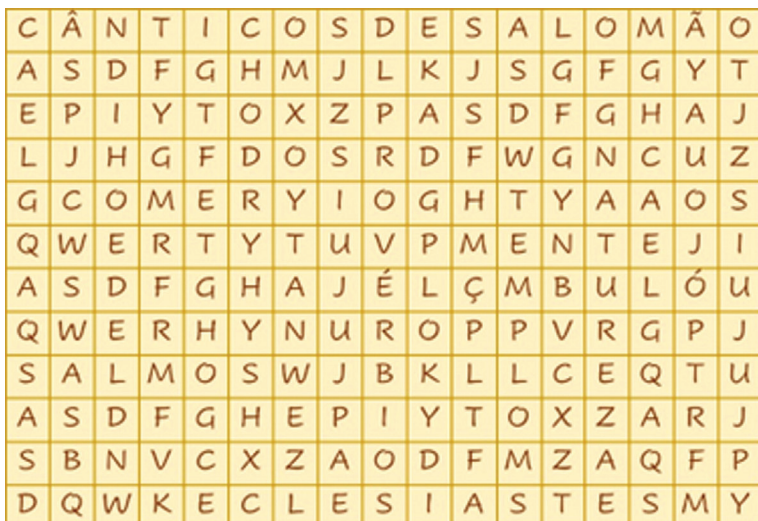 C Â N T I C O S D E S A L O M Ã O
A S D F G H M J L K J S G F G Y T
E P I Y T O X Z P A S D F G H A J
L J H G F D O S R D F W G N C U Z
G C O M E R Y I O G H T Y A A O S
Q W E R T Y T U V P M E N T E J I
A S D F G H A J É L Ç M B U L Ó U
Q W E R H Y N U R O P P V R G P J
S A L M O S W J B K L L C E Q T U
A S D F G H E P I Y T O X Z A R J
S B N V C X Z A O D F M Z A Q F P
D Q W K E C L E S I A S T E S M Y